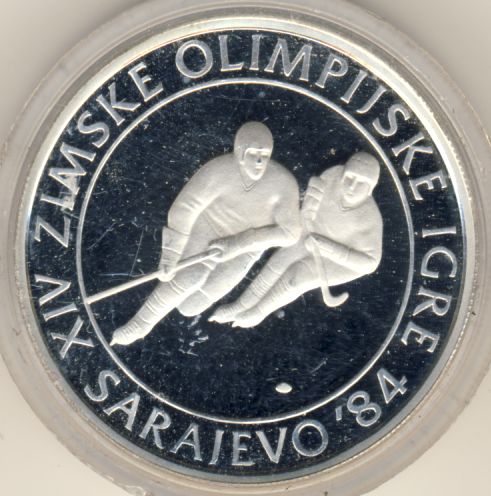 XIV ZIMSKE OLIMPIJSKE IGRE
SARAJEVO '84